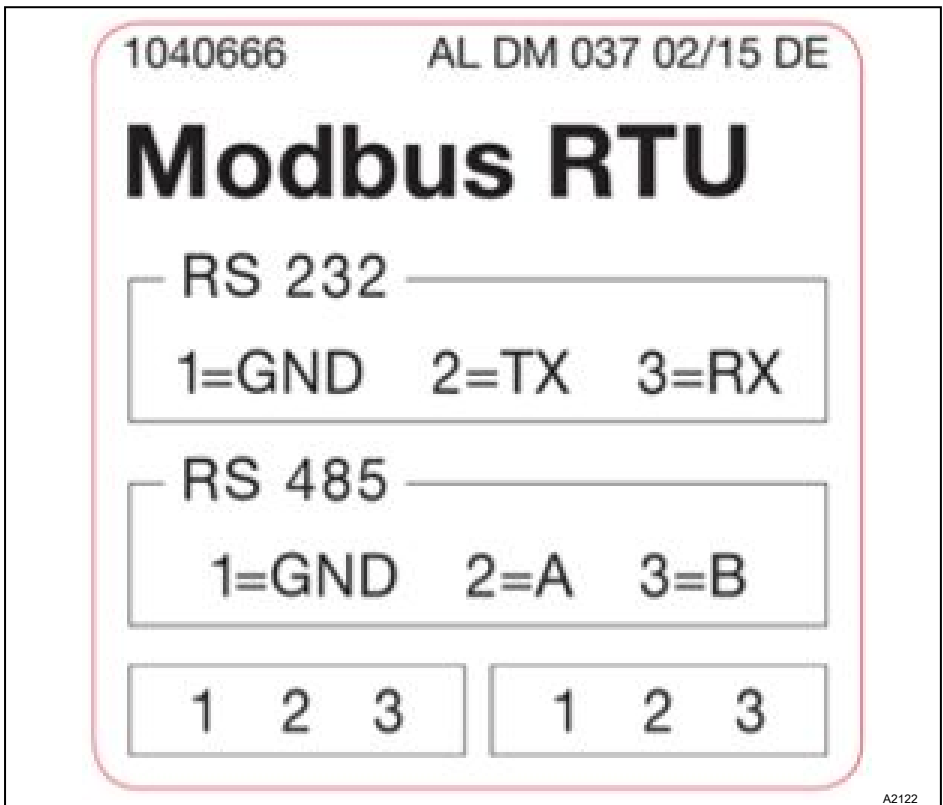 1040666 AL DM 037 02/15 DE
Modbus RTU
RS 232
1=GND 2=TX 3=RX
RS 485
1=GND 2=A 3=B
1 2 3 1 2 3
A2122